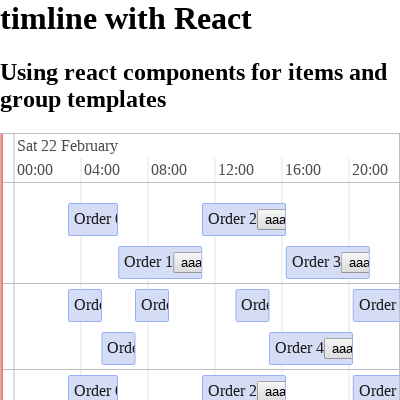 timline with React
Using react components for items and
group templates
Sat 22 February
00:00 04:00 08:00 12:00 16:00 20:00
Order Order 2 aaa
Order 1 aaa Order 3 aaa
Order
Order 4 aaa
Order 2 aaa